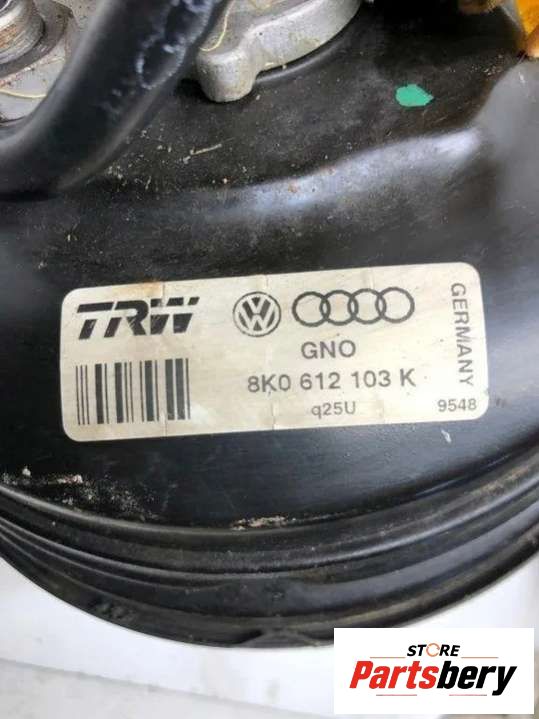 TRW
GNO
8K0 612 103 K
q25U
9548
GERMANY
STORE
Partsbery